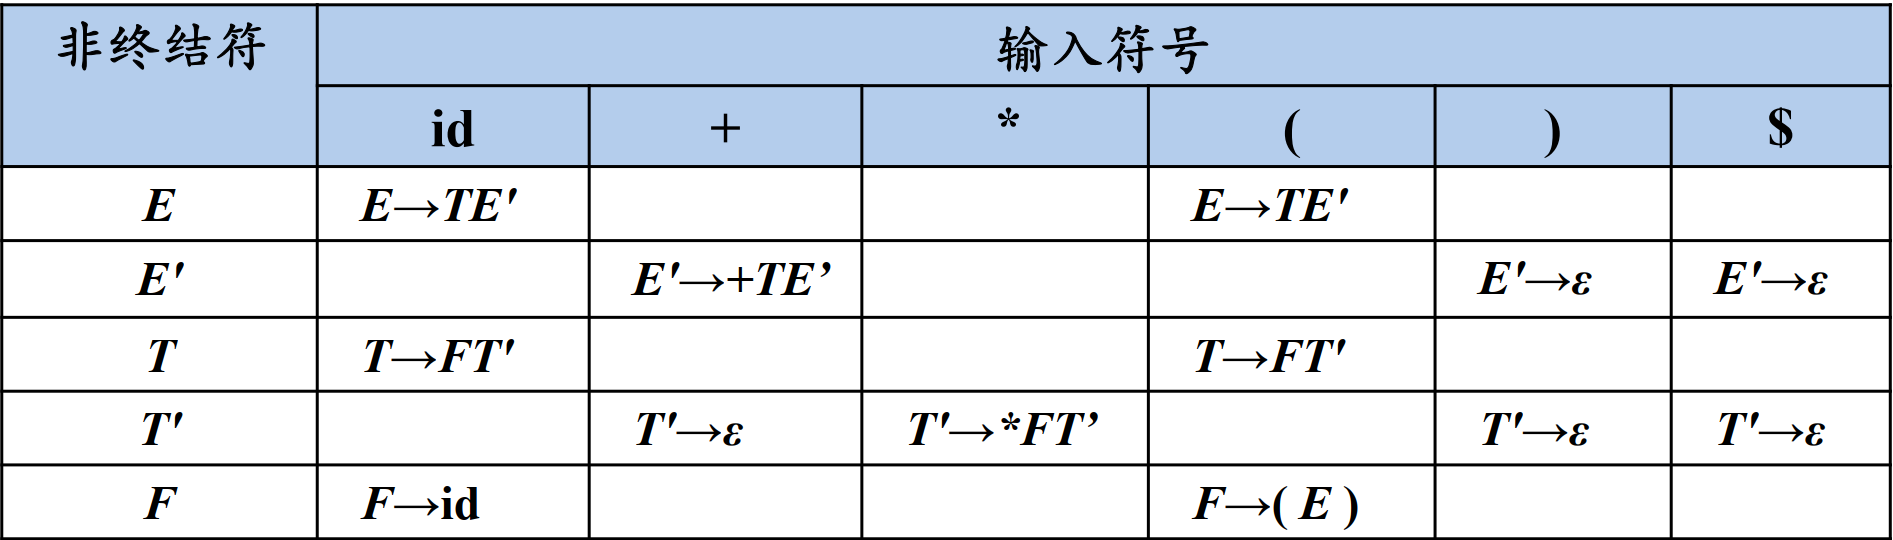 非终结符 输入符号
id + * ( ) $
E E→TE' E→TE'
E' E'→+TE’ E'→ε E'→ε
T T→FT' T→FT'
T' T'→ε T'→*FT’ T'→ε T'→ε
F F→id F→( E )